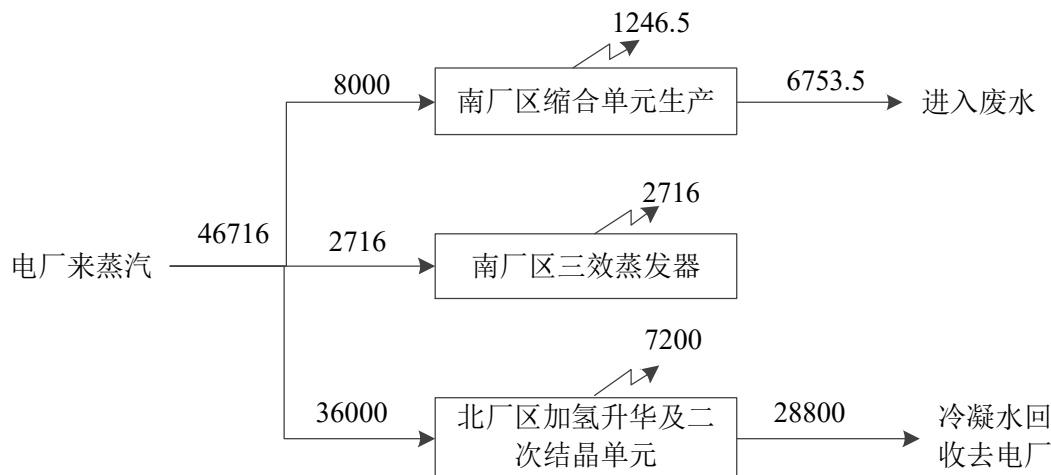 1246.5
8000
南厂区缩合单元生产
6753.5
进入废水
2716
46716
2716
电厂来蒸汽
南厂区三效蒸发器
7200
36000
北厂区加氢升华及二
次结晶单元
28800
冷凝水回
收去电厂